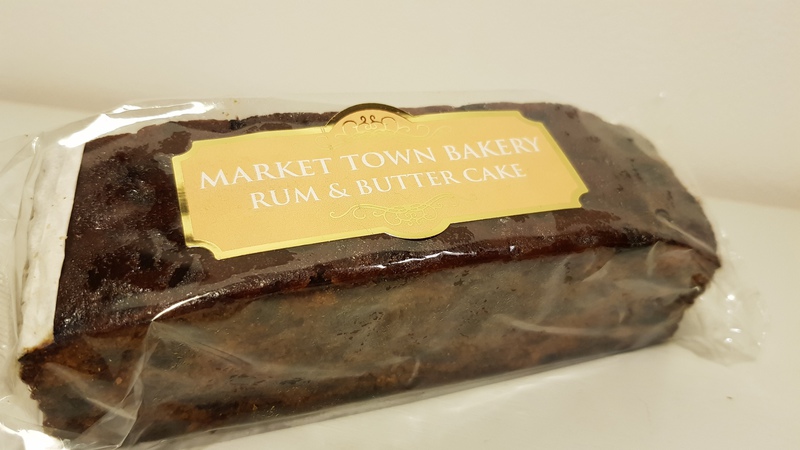 MARKET TOWN BAKERY
RUM & BUTTER CAKE